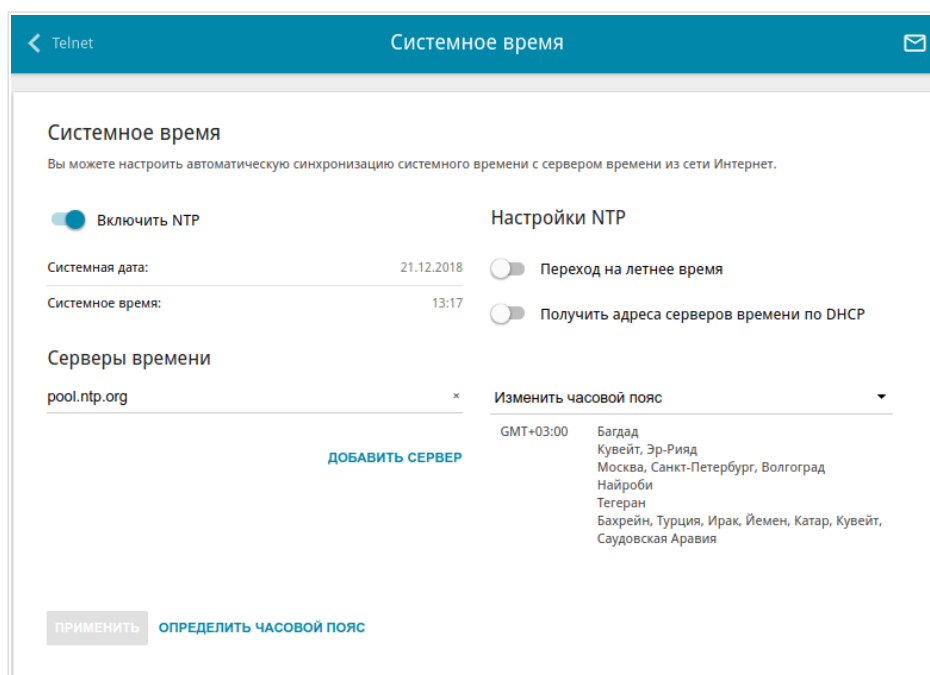 Telnet
Системное время
Системное время
Вы можете настроить автоматическую синхронизацию системного времени с сервером времени из сети Интернет.
Включить NTP
Системная дата: 21.12.2018
Системное время: 13:17
Серверы времени
pool.ntp.org ×
ДОБАВИТЬ СЕРВЕР
Настройки NTP
Переход на летнее время
Получить адреса серверов времени по DHCP
Изменить часовой пояс
GMT+03:00 Багдад
Кувейт, Эр-Рияд
Москва, Санкт-Петербург, Волгоград
Найроби
Тегеран
Бахрейн, Турция, Ирак, Йемен, Катар, Кувейт,
Саудовская Аравия
ПРИМЕНИТЬ ОПРЕДЕЛИТЬ ЧАСОВОЙ ПОЯС